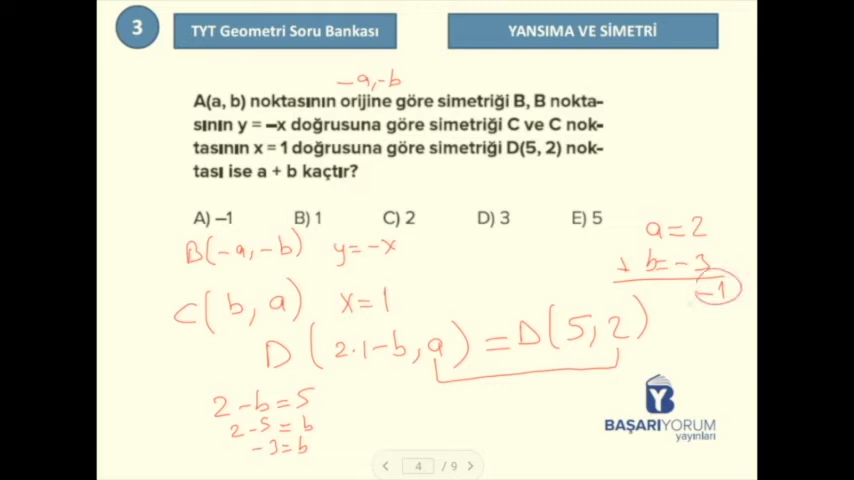 3
TYT Geometri Soru Bankası
YANSIMA VE SİMETRİ
-a,-b
A(a, b) noktasının orijine göre simetriği B, B nokta-
sının y = –x doğrusuna göre simetriği C ve C nok-
tasının x = 1 doğrusuna göre simetriği D(5, 2) nok-
tası ise a + b kaçtır?
A) –1 B) 1 C) 2 D) 3 E) 5
B(-a,-b) y=-x
a=2
+ b=-3
-1
C(b,a) x=1
D(2.1-b,a) = D(5,2)
2-b=5
2-5=b
-3=b
BAŞARIYORUM
yayınları
4 / 9